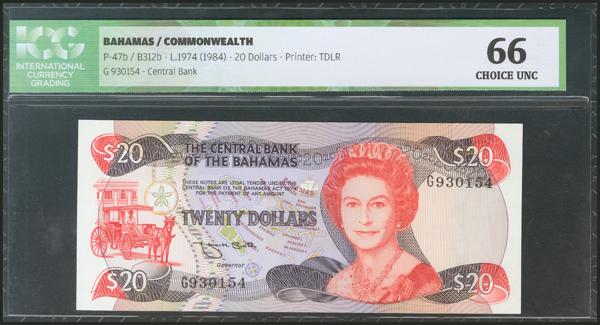 ICG
INTERNATIONAL
CURRENCY
GRADING
BAHAMAS / COMMONWEALTH
P-47b / B312b - L.1974 (1984) - 20 Dollars - Printer: TDLR
G 930154 - Central Bank
66
CHOICE UNC
$20
THE CENTRAL BANK
OF THE BAHAMAS
$20
G930154
THESE NOTES ARE LEGAL TENDER UNDER THE
CENTRAL BANK OF THE BAHAMAS ACT 1974
FOR THE PAYMENT OF ANY AMOUNT
TWENTY DOLLARS
Governor
$20
G930154
$20